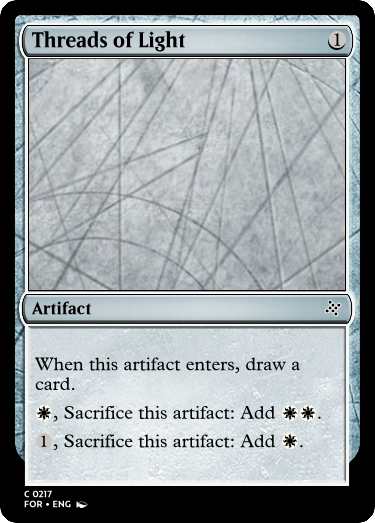 Threads of Light 1
Artifact
When this artifact enters, draw a
card.
, Sacrifice this artifact: Add .
1, Sacrifice this artifact: Add .
C 0217
FOR • ENG